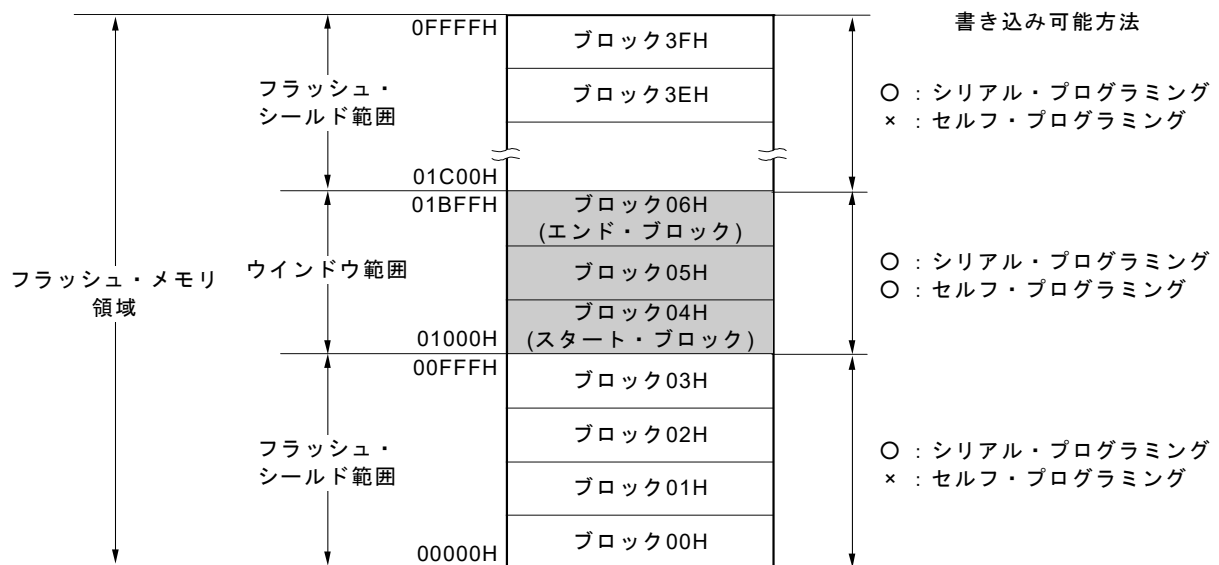 書き込み可能方法
0FFFFH
ブロック3FH
ブロック3EH
フラッシュ・
シールド範囲
○ : シリアル・プログラミング
× : セルフ・プログラミング
01C00H
01BFFH
ブロック06H
(エンド・ブロック)
ブロック05H
ブロック04H
(スタート・ブロック)
ウインドウ範囲
○ : シリアル・プログラミング
○ : セルフ・プログラミング
フラッシュ・メモリ
領域
01000H
00FFFH
ブロック03H
ブロック02H
ブロック01H
ブロック00H
フラッシュ・
シールド範囲
○ : シリアル・プログラミング
× : セルフ・プログラミング
00000H